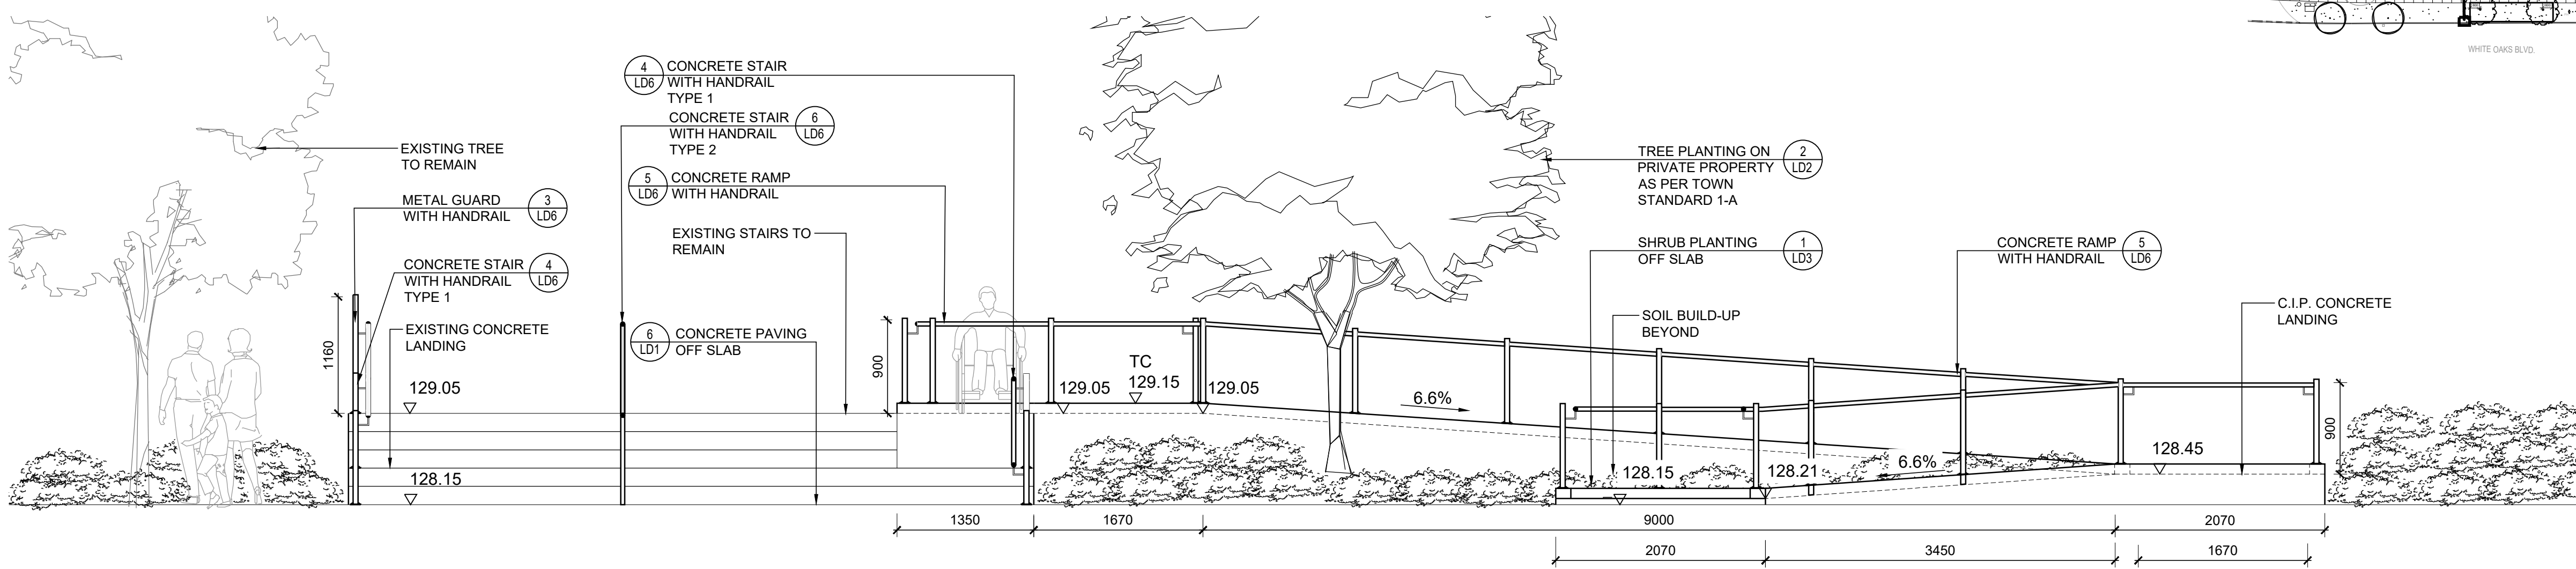 WHITE OAKS BLVD.
4
LD6
CONCRETE STAIR
WITH HANDRAIL
TYPE 1
CONCRETE STAIR
WITH HANDRAIL
TYPE 2
6
LD6
EXISTING TREE
TO REMAIN
5
LD6
CONCRETE RAMP
WITH HANDRAIL
METAL GUARD
WITH HANDRAIL
3
LD6
EXISTING STAIRS TO
REMAIN
CONCRETE STAIR
WITH HANDRAIL
TYPE 1
4
LD6
EXISTING CONCRETE
LANDING
6
LD1
CONCRETE PAVING
OFF SLAB
TREE PLANTING ON
PRIVATE PROPERTY
AS PER TOWN
STANDARD 1-A
2
LD2
SHRUB PLANTING
OFF SLAB
1
LD3
SOIL BUILD-UP
BEYOND
CONCRETE RAMP
WITH HANDRAIL
5
LD6
C.I.P. CONCRETE
LANDING
1160
129.05
128.15
900
129.05
TC
129.15
129.05
6.6%
128.15
128.21
6.6%
128.45
900
1350
1670
9000
2070
2070
3450
1670